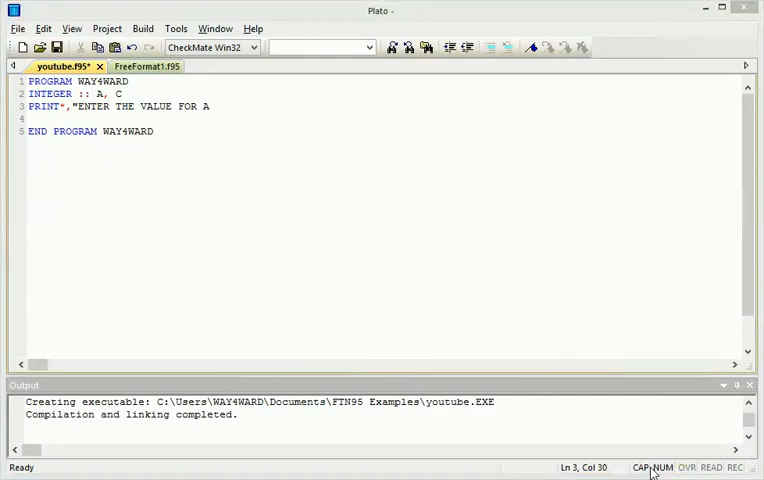 Plato -
File Edit View Project Build Tools Window Help
CheckMate Win32
youtube.f95* FreeFormat1.f95
1 PROGRAM WAY4WARD
2 INTEGER :: A, C
3 PRINT*,"ENTER THE VALUE FOR A
4
5 END PROGRAM WAY4WARD
Output
Creating executable: C:\Users\WAY4WARD\Documents\FTN95 Examples\youtube.EXE
Compilation and linking completed.
Ready Ln 3, Col 30 CAP NUM OVR READ REC